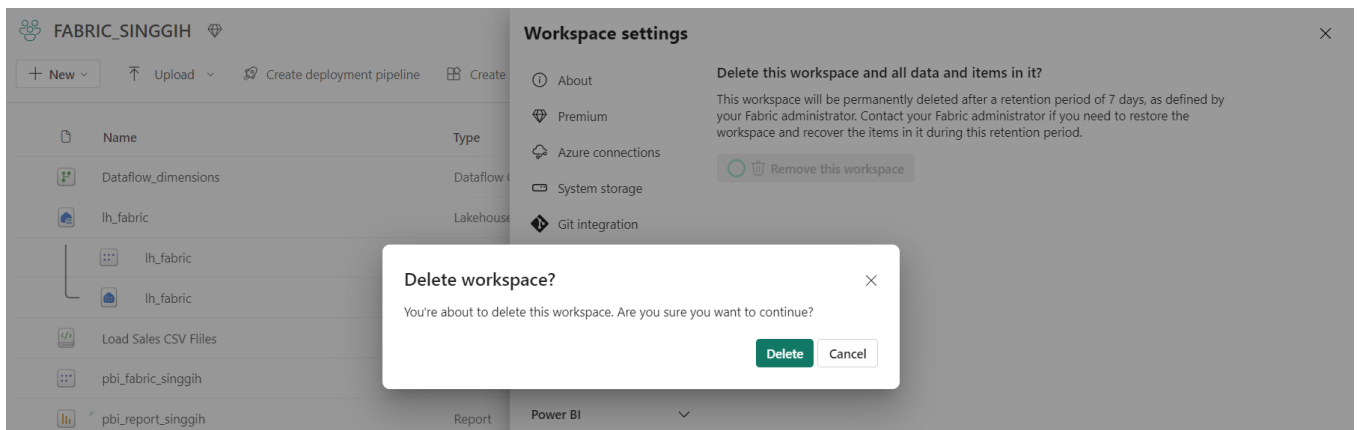 FABRIC_SINGGIH
New
Upload
Create deployment pipeline
Create
Name
Type
Dataflow_dimensions
Dataflow
lh_fabric
Lakehouse
lh_fabric
lh_fabric
Load Sales CSV Fliles
pbi_fabric_singgih
pbi_report_singgih
Report
Workspace settings
About
Premium
Azure connections
System storage
Git integration
Power BI
Delete this workspace and all data and items in it?
This workspace will be permanently deleted after a retention period of 7 days, as defined by
your Fabric administrator. Contact your Fabric administrator if you need to restore the
workspace and recover the items in it during this retention period.
Remove this workspace
Delete workspace?
You're about to delete this workspace. Are you sure you want to continue?
Delete
Cancel